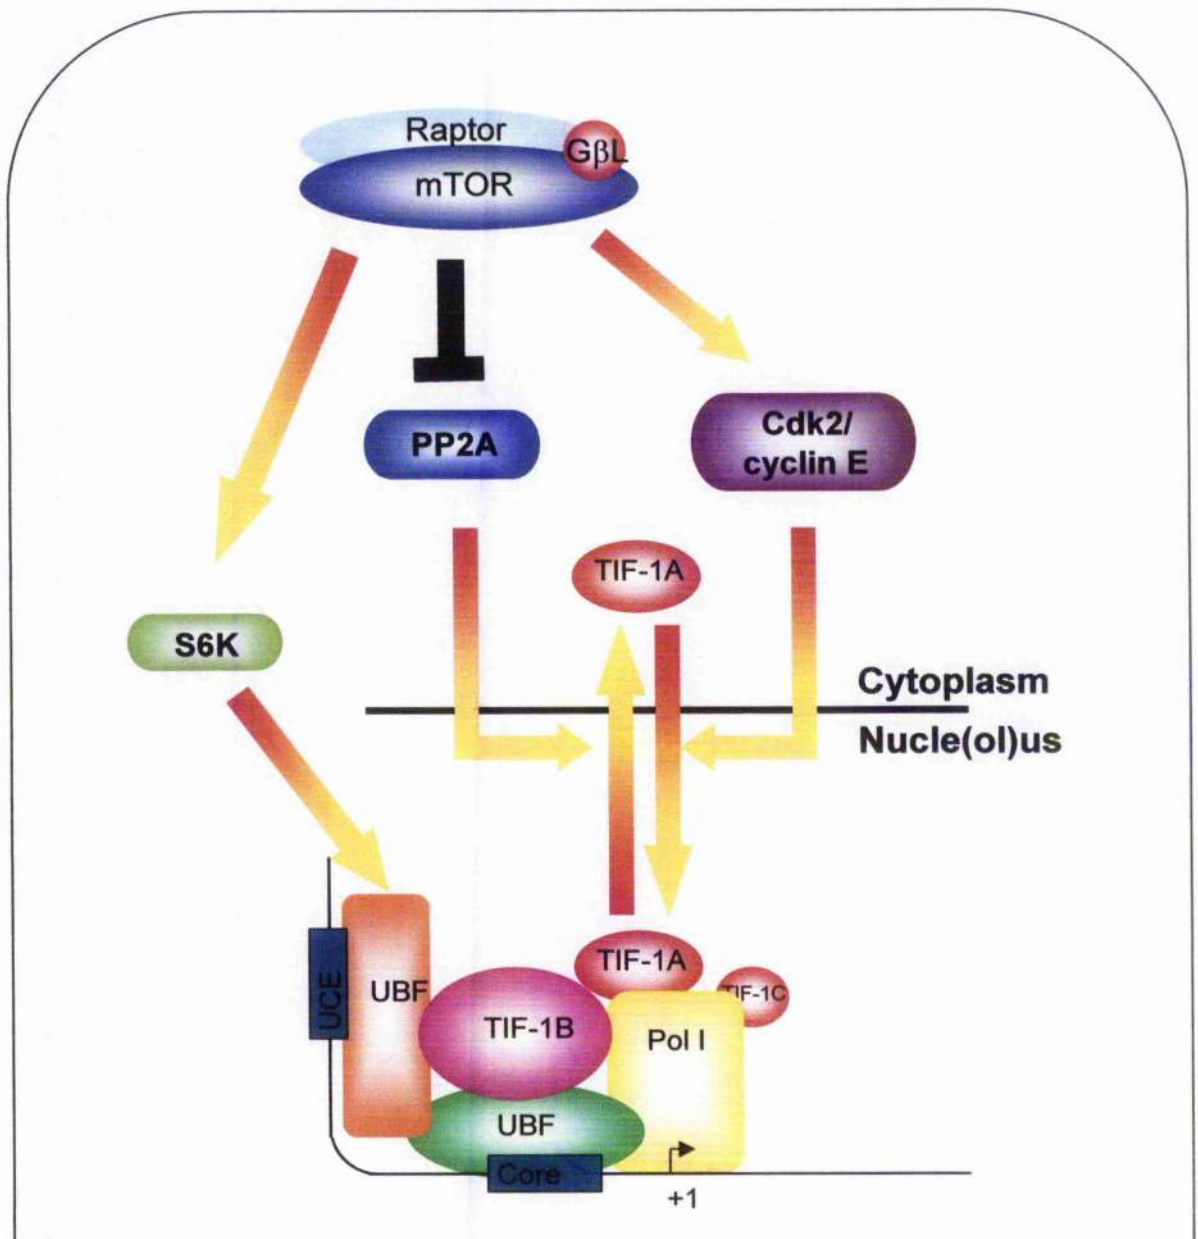 Raptor
GβL
mTOR
PP2A
Cdk2/
cyclin E
TIF-1A
S6K
Cytoplasm
Nucle(ol)us
TIF-1A
TIF-1C
UCE
UBF
TIF-1B
Pol I
UBF
Core
+1